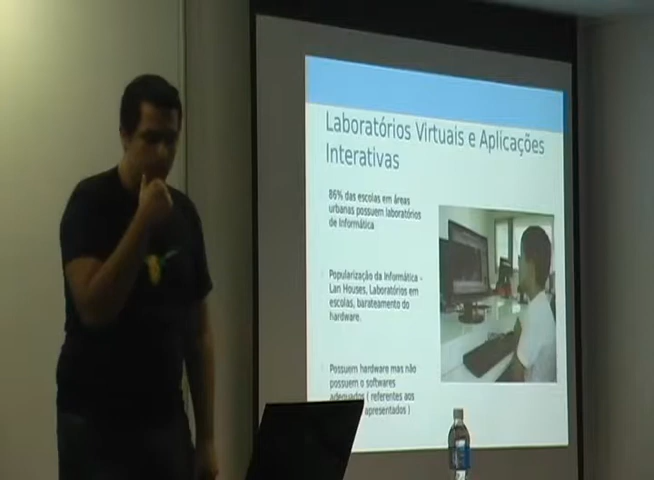 Laboratórios Virtuais e Aplicações
Interativas
86% das escolas em áreas
urbanas possuem laboratórios
de Informática
Popularização da Informática –
Lan Houses, Laboratórios em
escolas, barateamento do
hardware.
Possuem hardware mas não
possuem o softwares
adequados ( referentes aos
apresentados )